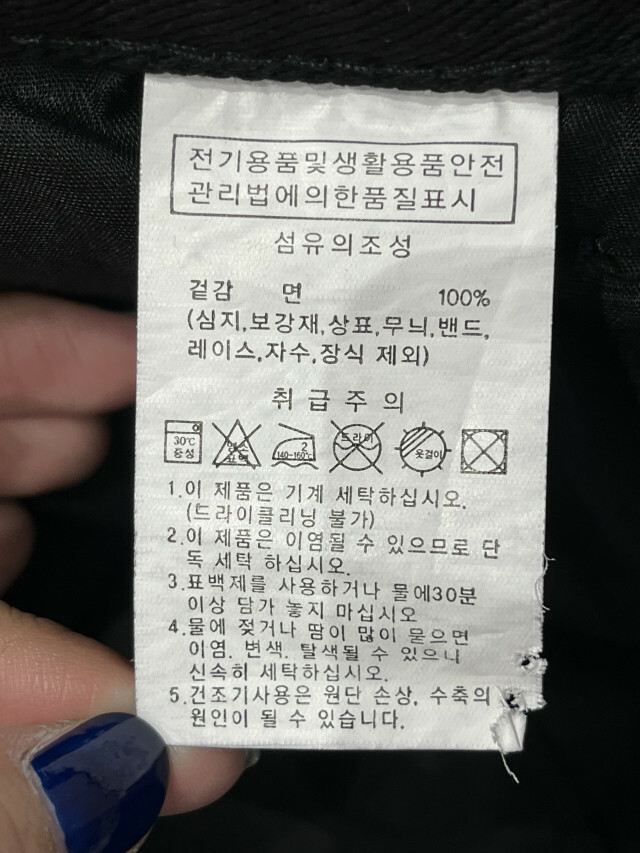 전기용품및생활용품안전
관리법에의한품질표시
섬유의조성
겉감 면 100%
(심지,보강재,상표,무늬,밴드,
레이스,자수,장식 제외)
취급주의
30℃ 중성 염소 표백 2 140-160℃ 드라이 옷걸이
1.이 제품은 기계 세탁하십시오.
(드라이클리닝 불가)
2.이 제품은 이염될 수 있으므로 단
독 세탁 하십시오.
3.표백제를 사용하거나 물에30분
이상 담가 놓지 마십시오
4.물에 젖거나 땀이 많이 묻으면
이염. 변색. 탈색될 수 있으니
신속히 세탁하십시오.
5.건조기사용은 원단 손상, 수축의
원인이 될 수 있습니다.